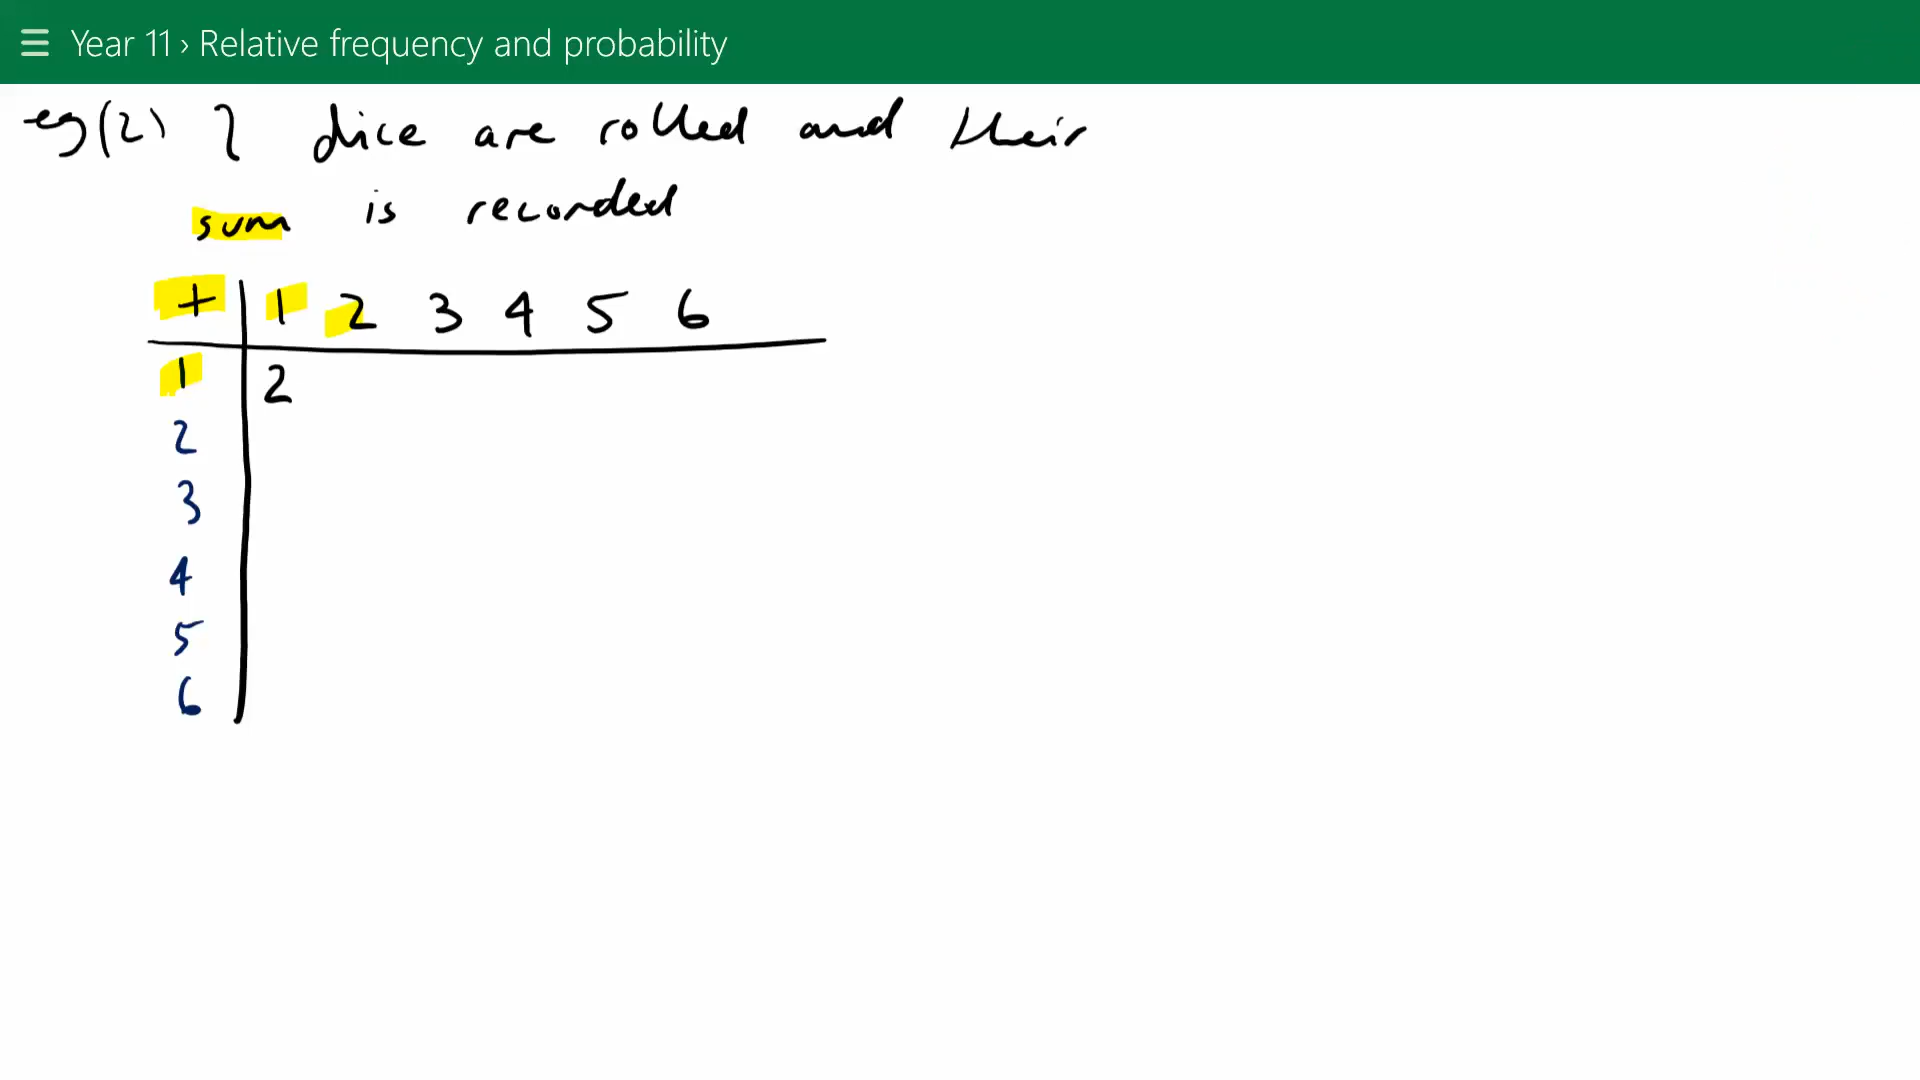 Year 11 › Relative frequency and probability
eg(2) 2 dice are rolled and their
sum is recorded
+ 1 2 3 4 5 6
1 2
2
3
4
5
6